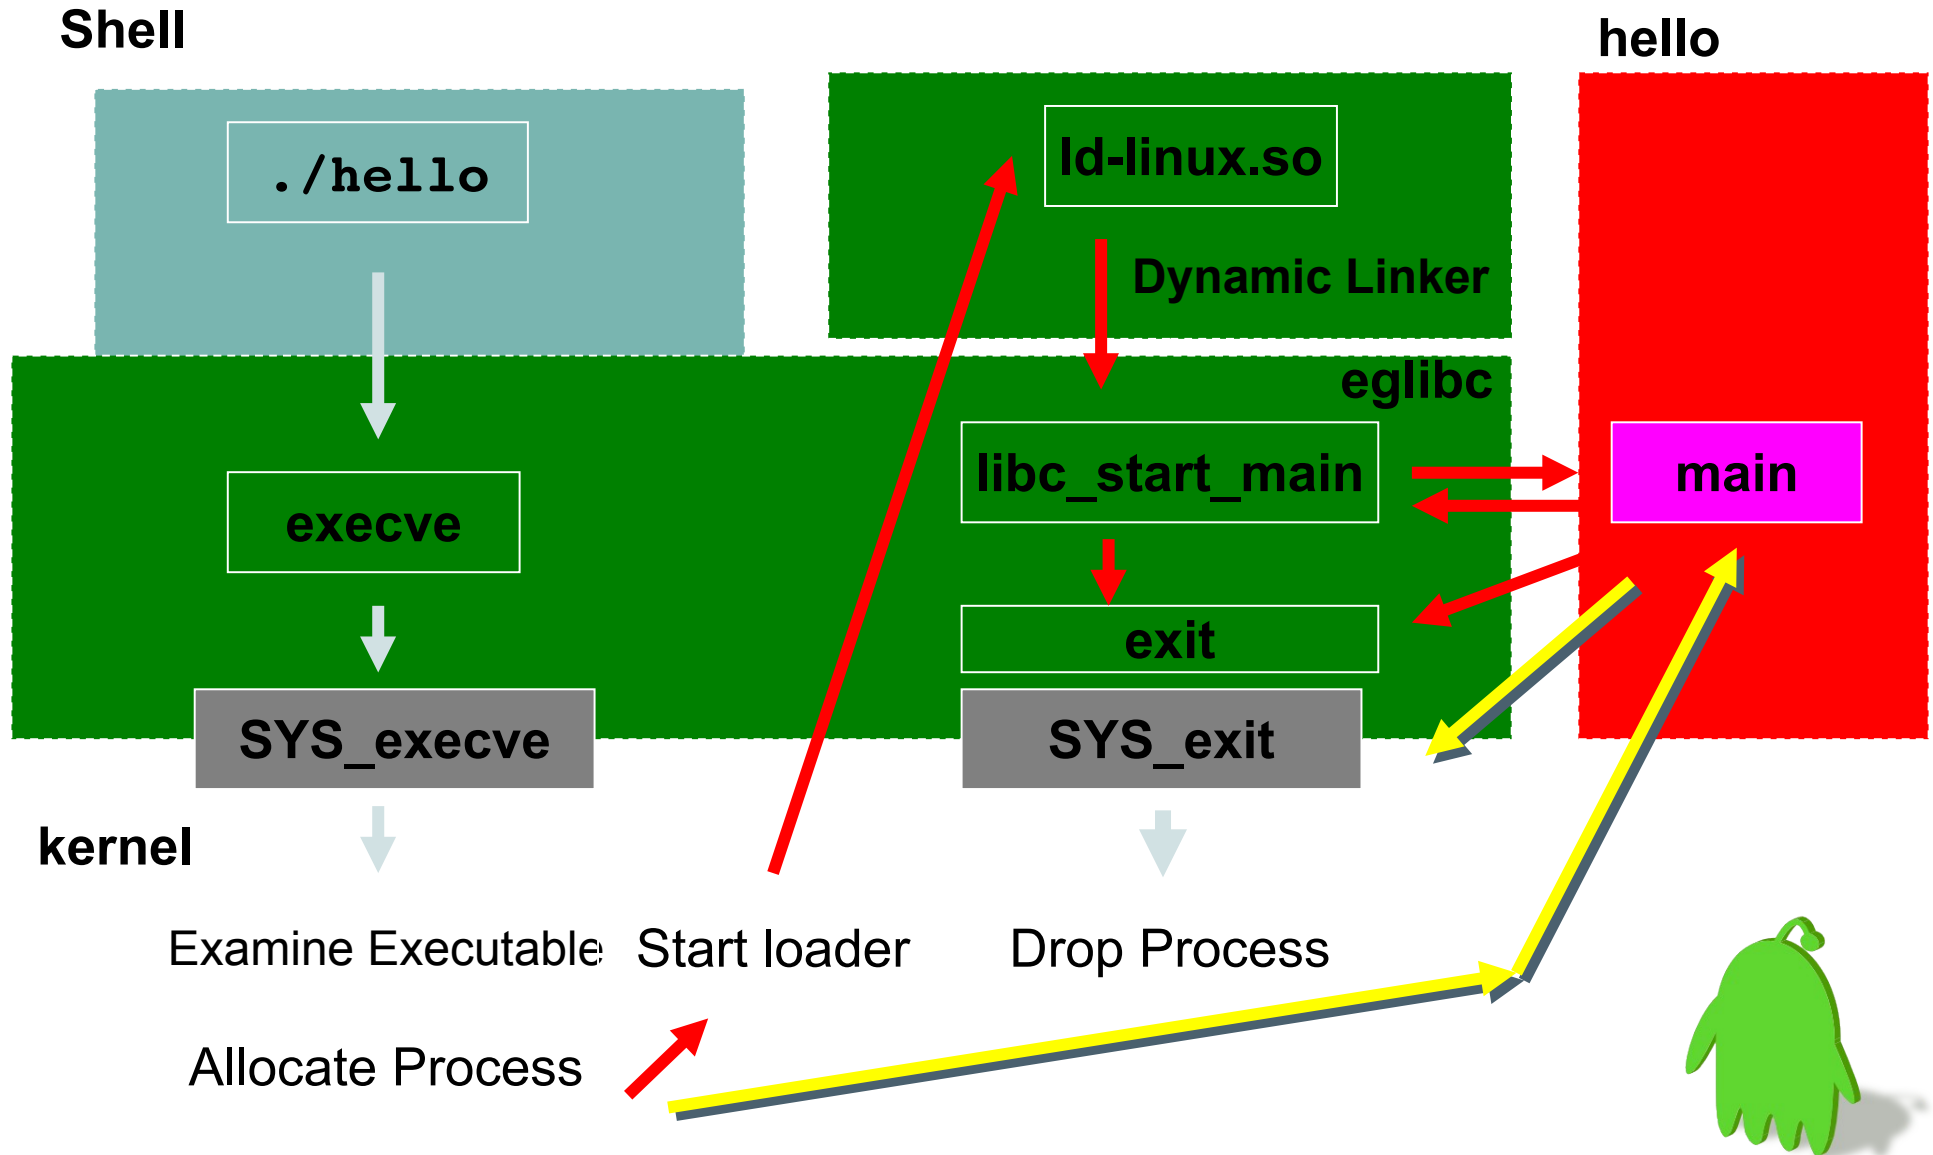 Shell
hello
./hello
ld-linux.so
Dynamic Linker
eglibc
execve
libc_start_main
main
exit
SYS_execve
SYS_exit
kernel
Examine Executable
Start loader
Drop Process
Allocate Process